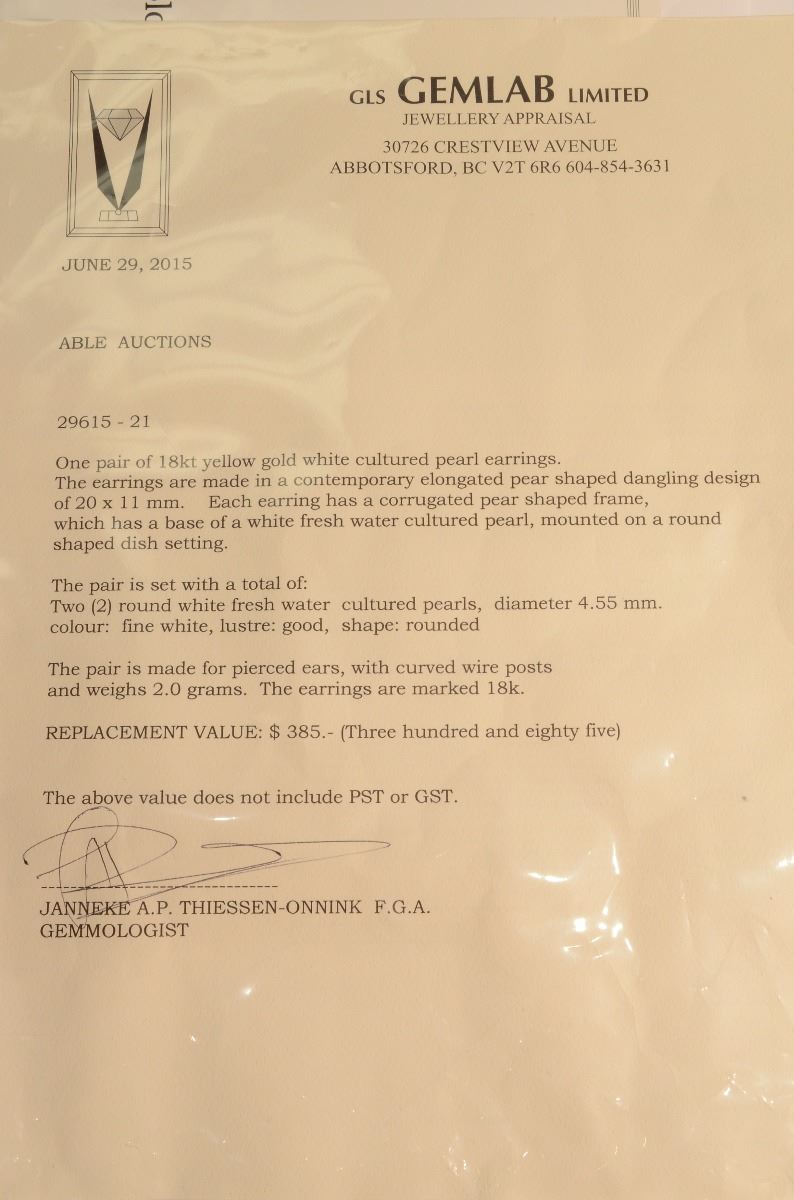 GLS GEMLAB LIMITED
JEWELLERY APPRAISAL
30726 CRESTVIEW AVENUE
ABBOTSFORD, BC V2T 6R6 604-854-3631
JUNE 29, 2015
ABLE AUCTIONS
29615 - 21
One pair of 18kt yellow gold white cultured pearl earrings.
The earrings are made in a contemporary elongated pear shaped dangling design
of 20 x 11 mm. Each earring has a corrugated pear shaped frame,
which has a base of a white fresh water cultured pearl, mounted on a round
shaped dish setting.
The pair is set with a total of:
Two (2) round white fresh water cultured pearls, diameter 4.55 mm.
colour: fine white, lustre: good, shape: rounded
The pair is made for pierced ears, with curved wire posts
and weighs 2.0 grams. The earrings are marked 18k.
REPLACEMENT VALUE: $ 385.- (Three hundred and eighty five)
The above value does not include PST or GST.
JANNEKE A.P. THIESSEN-ONNINK F.G.A.
GEMMOLOGIST